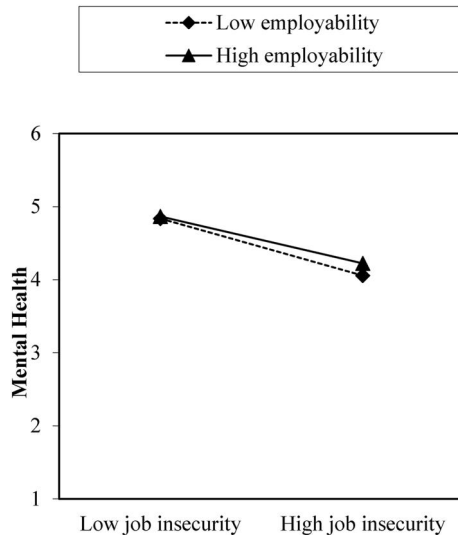 Low employability
High employability
6
5
4
3
2
1
Mental Health
Low job insecurity
High job insecurity